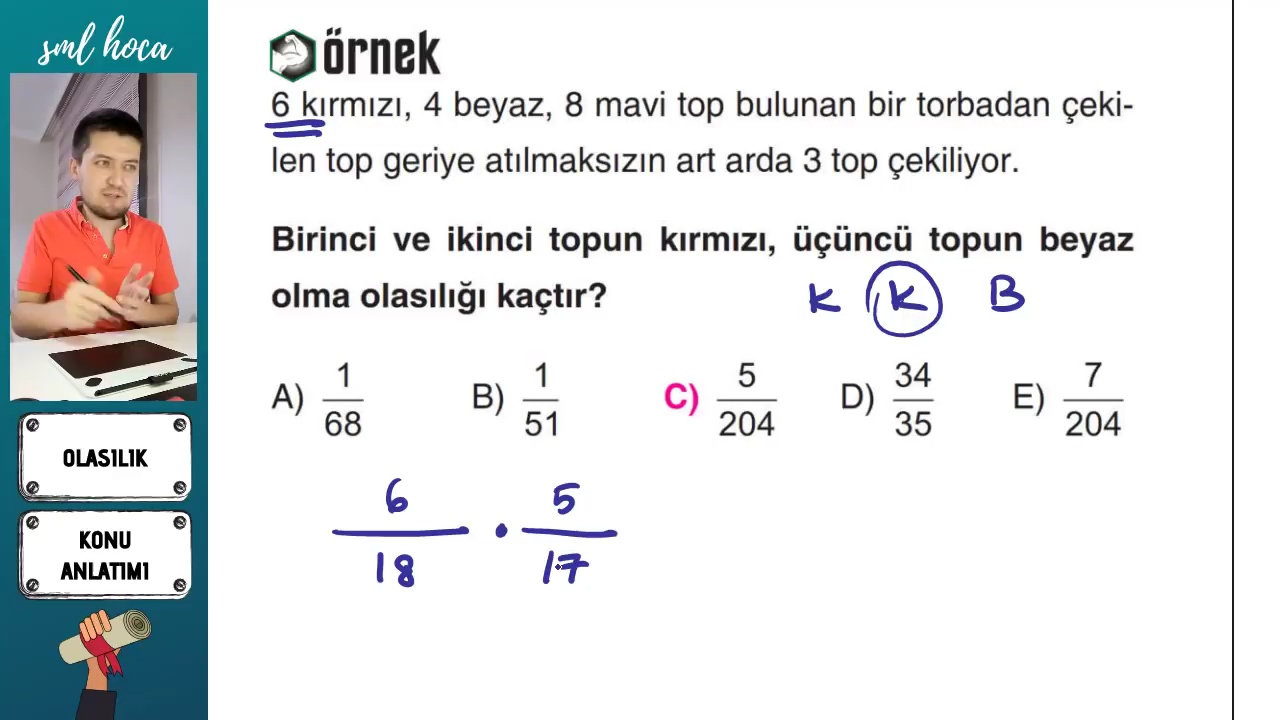 sml hoca
örnek
6 kırmızı, 4 beyaz, 8 mavi top bulunan bir torbadan çeki-
len top geriye atılmaksızın art arda 3 top çekiliyor.
Birinci ve ikinci topun kırmızı, üçüncü topun beyaz
olma olasılığı kaçtır?
K K B
A) 1/68 B) 1/51 C) 5/204 D) 34/35 E) 7/204
6/18 · 5/17
OLASILIK
KONU
ANLATIMI